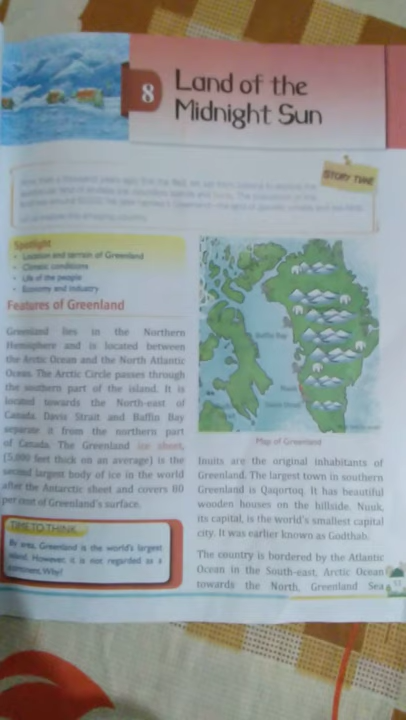 8
Land of the
Midnight Sun
STORY TIME
Spotlight
• Location and terrain of Greenland
• Climatic conditions
• Life of the people
• Economy and industry
Features of Greenland
Greenland lies in the Northern
Hemisphere and is located between
the Arctic Ocean and the North Atlantic
Ocean. The Arctic Circle passes through
the southern part of the island. It is
located towards the North-east of
Canada. Davis Strait and Baffin Bay
separate it from the northern part
of Canada. The Greenland ice sheet,
(5,000 feet thick on an average) is the
second largest body of ice in the world
after the Antarctic sheet and covers 80
per cent of Greenland's surface.
TIME TO THINK
By area, Greenland is the world's largest
island. However, it is not regarded as a
continent. Why?
Baffin Bay
Nuuk
Davis Strait
Map of Greenland
Inuits are the original inhabitants of
Greenland. The largest town in southern
Greenland is Qaqortoq. It has beautiful
wooden houses on the hillside. Nuuk,
its capital, is the world's smallest capital
city. It was earlier known as Godthab.
The country is bordered by the Atlantic
Ocean in the South-east, Arctic Ocean
towards the North, Greenland Sea